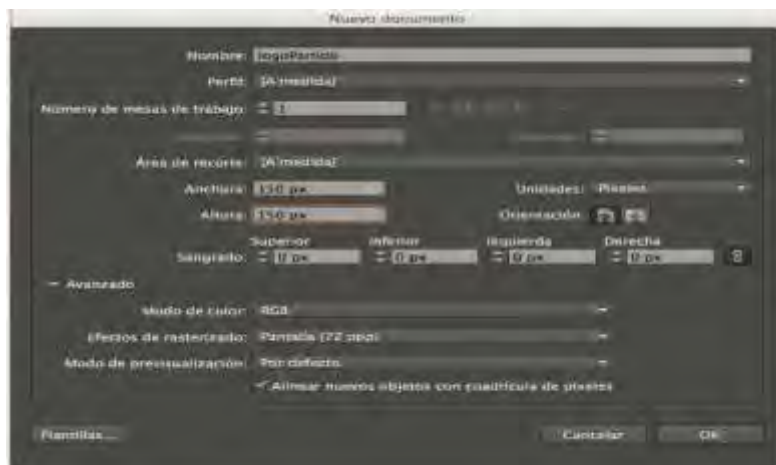 Nuevo documento
Nombre: logoPartido
Perfil: [A medida]
Número de mesas de trabajo: 1
Área de recorte: [A medida]
Anchura: 150 px Unidades: Píxeles
Altura: 150 px Orientación:
Superior Inferior Izquierda Derecha
Sangrado: 0 px 0 px 0 px 0 px
Avanzado
Modo de color: RGB
Efectos de rasterizado: Pantalla (72 ppp)
Modo de previsualización: Por defecto
Alinear nuevos objetos con cuadrícula de píxeles
Plantillas... Cancelar OK